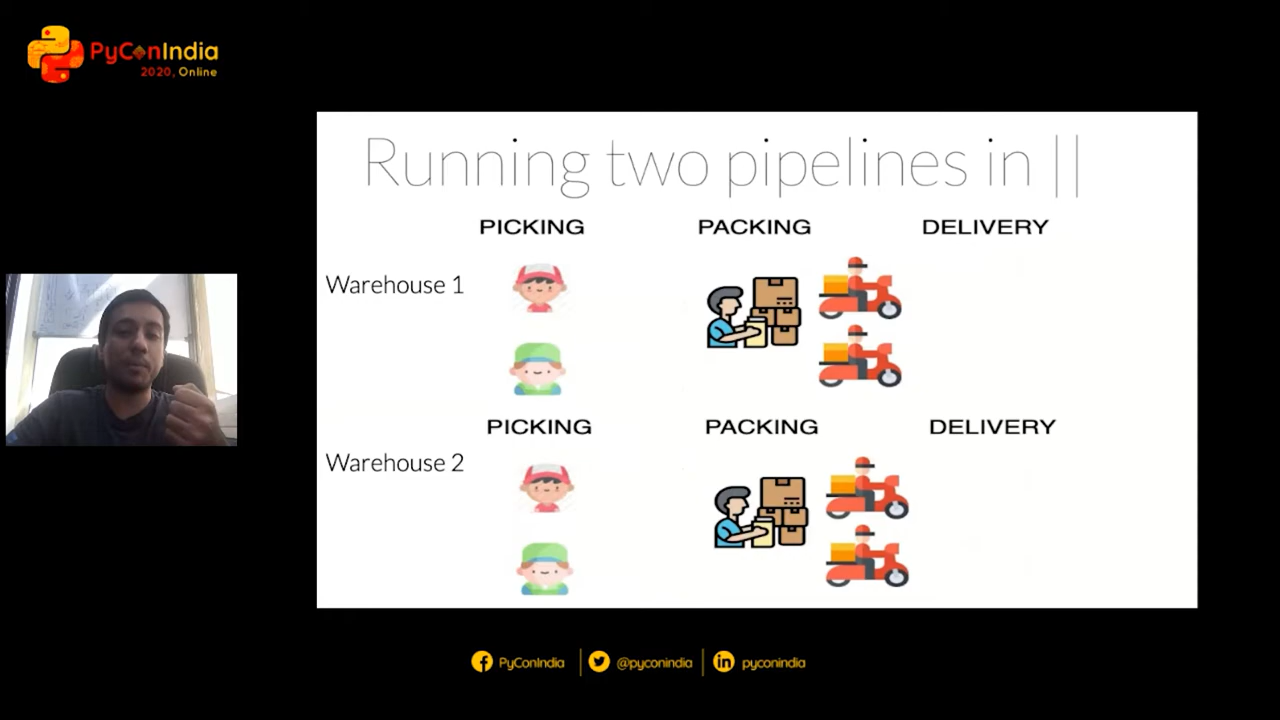 PyConIndia
2020, Online
Running two pipelines in ||
PICKING PACKING DELIVERY
Warehouse 1
PICKING PACKING DELIVERY
Warehouse 2
PyConIndia @pyconindia pyconindia